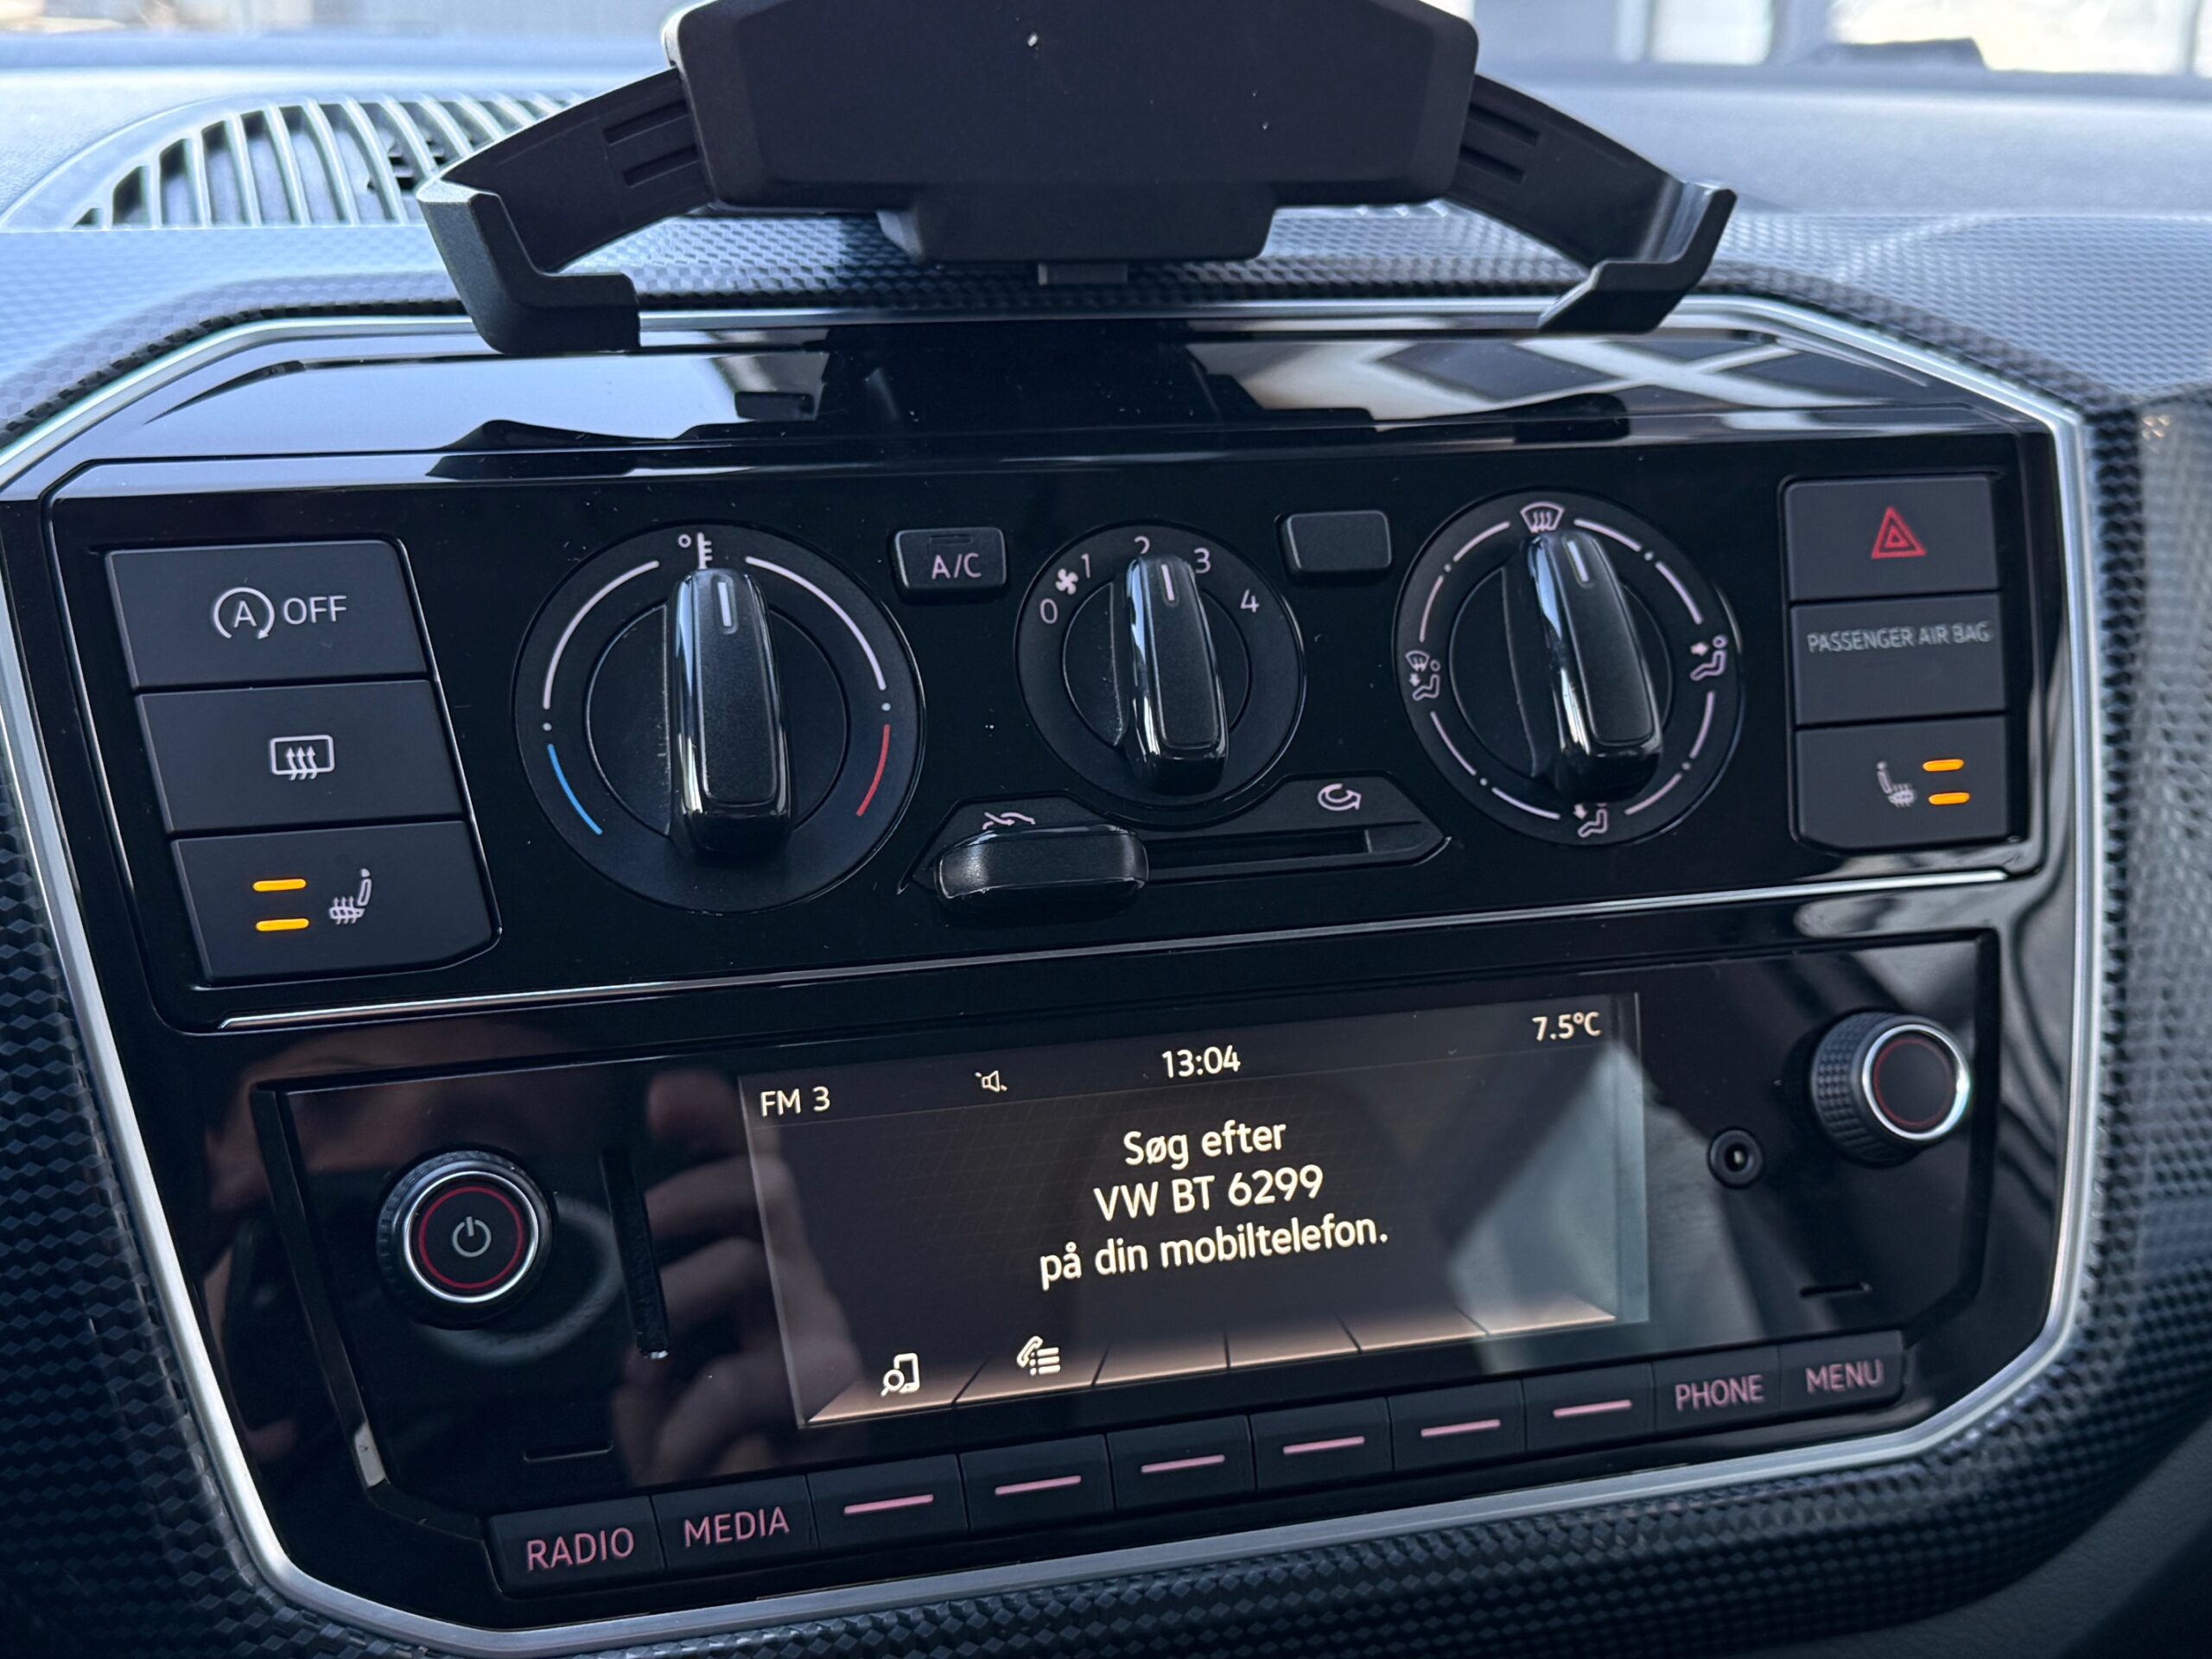 A OFF
A/C
0 1 2 3 4
PASSENGER AIR BAG
FM 3
13:04
7.5°C
Søg efter
VW BT 6299
på din mobiltelefon.
RADIO
MEDIA
PHONE
MENU